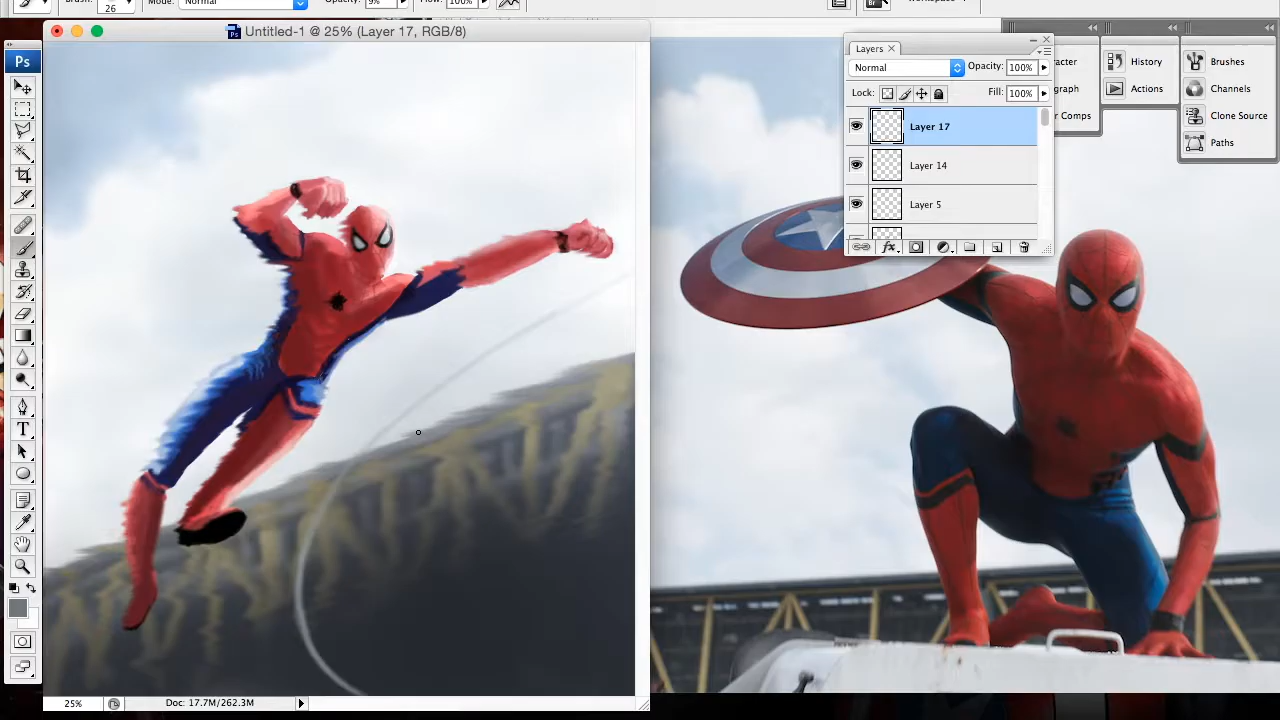 26
Mode: Normal
Opacity: 9%
Flow: 100%
Untitled-1 @ 25% (Layer 17, RGB/8)
Ps
Layers ×
Normal
Opacity: 100%
Lock:
Fill: 100%
Layer 17
Layer 14
Layer 5
fx
History
Actions
Comps
Brushes
Channels
Clone Source
Paths
T
25%
Doc: 17.7M/262.3M